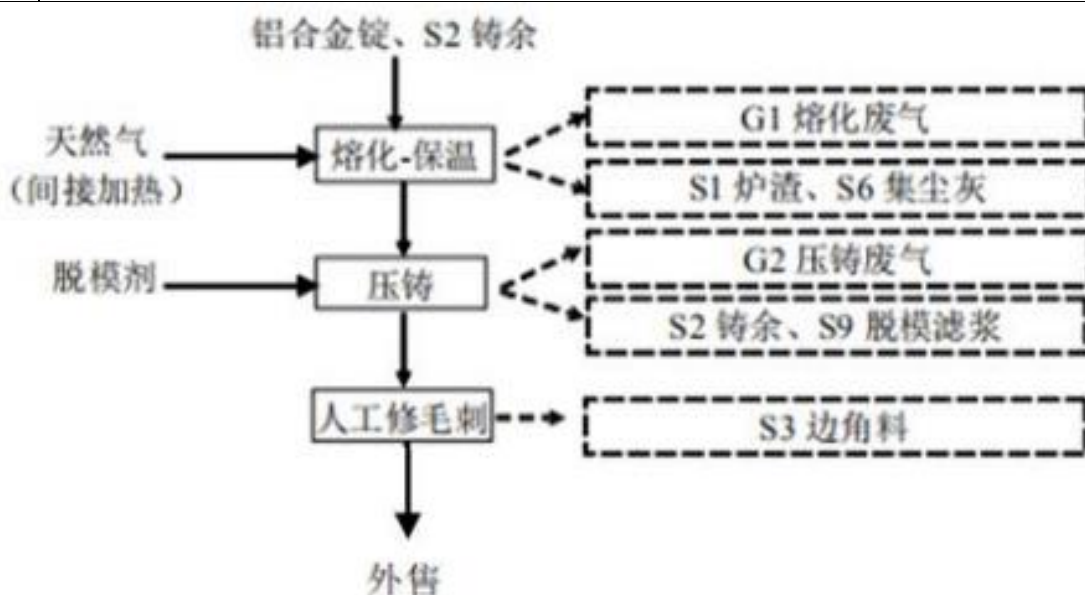 铝合金锭、S2 铸余
G1 熔化废气
天然气
(间接加热)
熔化-保温
S1 炉渣、S6 集尘灰
G2 压铸废气
脱模剂
压铸
S2 铸余、S9 脱模滤浆
人工修毛刺
S3 边角料
外售